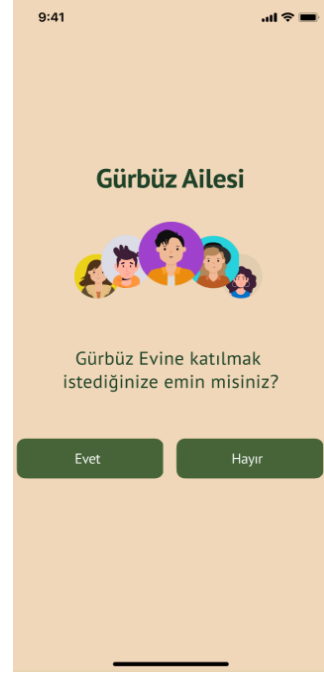 9:41
Gürbüz Ailesi
Gürbüz Evine katılmak
istediğinize emin misiniz?
Evet
Hayır